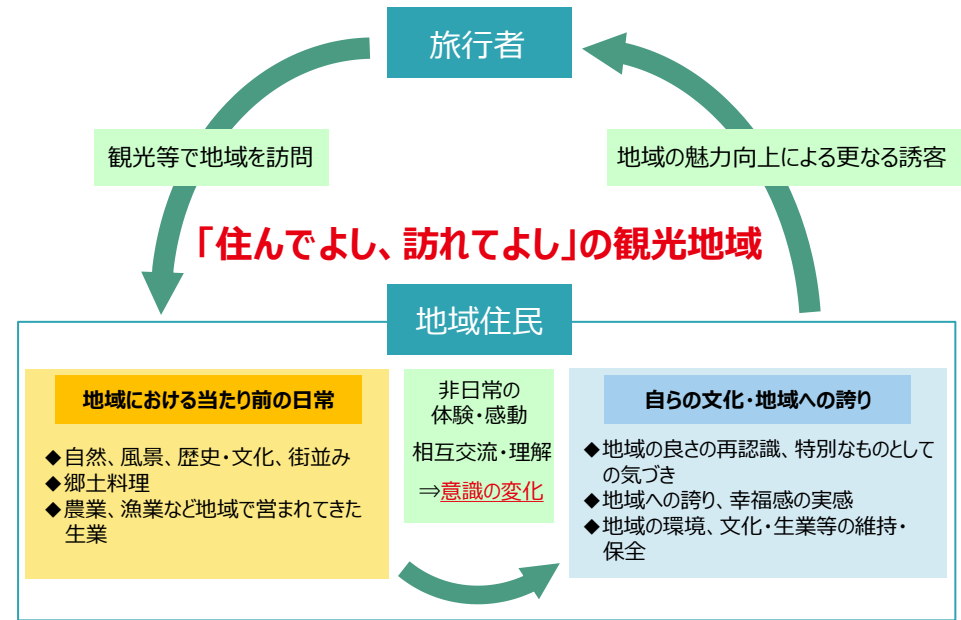 旅行者
観光等で地域を訪問
地域の魅力向上による更なる誘客
「住んでよし、訪れてよし」の観光地域
地域住民
地域における当たり前の日常
◆自然、風景、歴史・文化、街並み
◆郷土料理
◆農業、漁業など地域で営まれてきた
生業
非日常の
体験・感動
相互交流・理解
⇒意識の変化
自らの文化・地域への誇り
◆地域の良さの再認識、特別なものとして
の気づき
◆地域への誇り、幸福感の実感
◆地域の環境、文化・生業等の維持・
保全